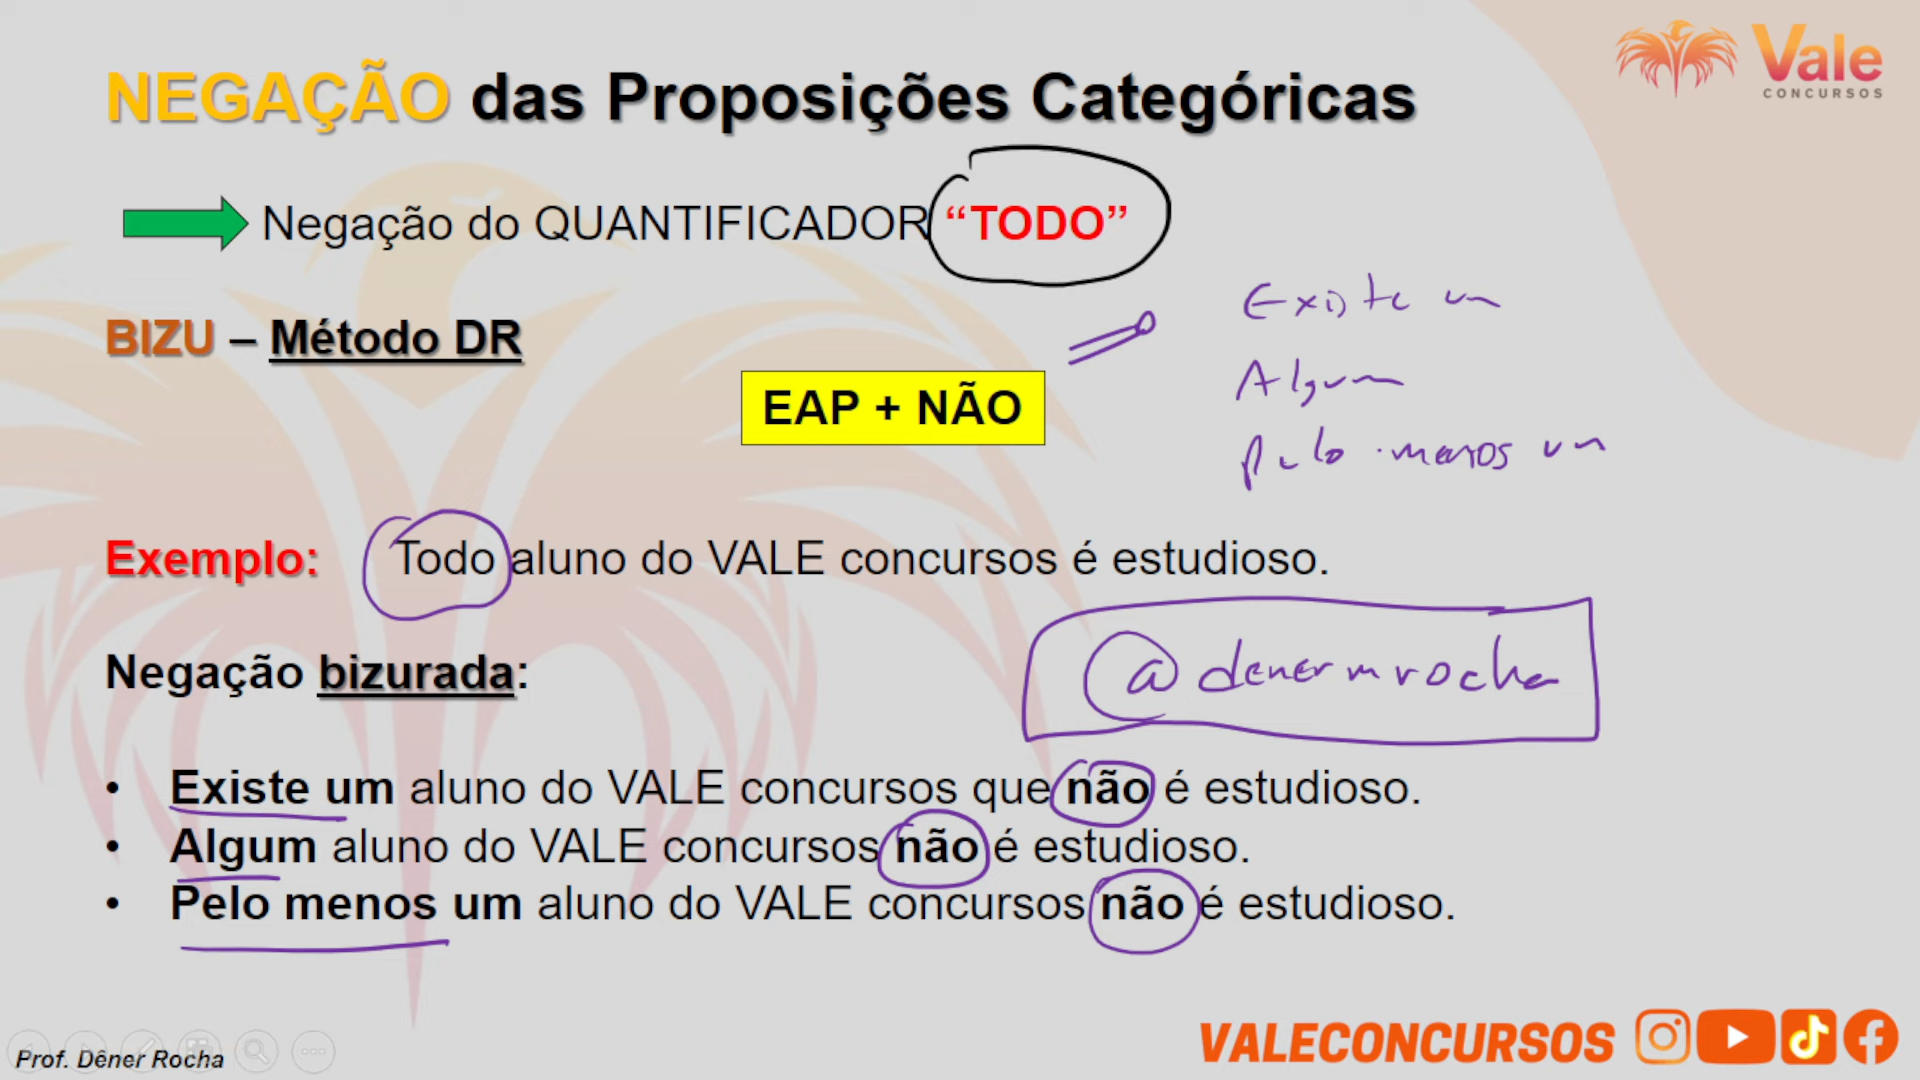 NEGAÇÃO das Proposições Categóricas
Vale
CONCURSOS
Negação do QUANTIFICADOR “TODO”
Existe um
BIZU – Método DR
Algum
EAP + NÃO
Pelo menos um
Exemplo: Todo aluno do VALE concursos é estudioso.
@denermrocha
Negação bizurada:
• Existe um aluno do VALE concursos que não é estudioso.
• Algum aluno do VALE concursos não é estudioso.
• Pelo menos um aluno do VALE concursos não é estudioso.
VALECONCURSOS
Prof. Dêner Rocha